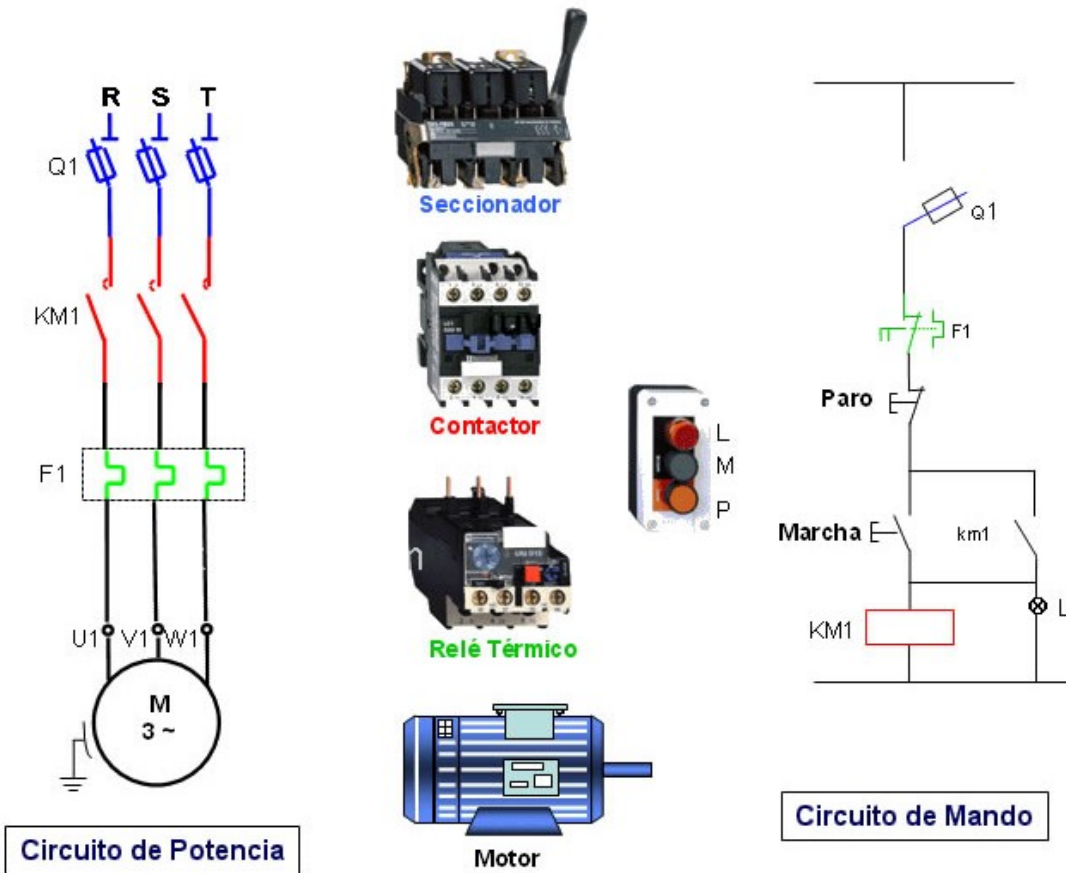 R S T
Q1
KM1
F1
U1 V1 W1
M
3 ~
Circuito de Potencia
Seccionador
Contactor
Relé Térmico
Motor
L
M
P
Q1
F1
Paro
Marcha
km1
L
KM1
Circuito de Mando